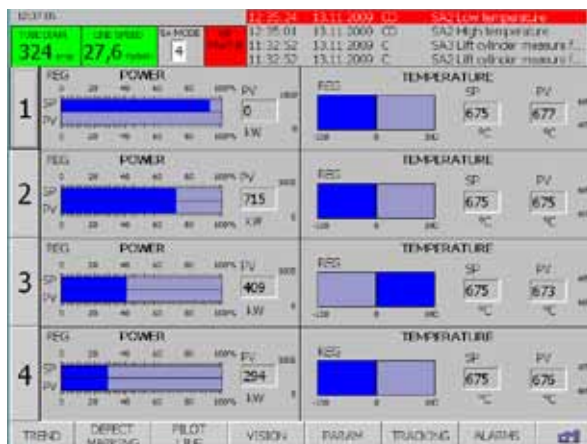 12:37:05
12:35:24 13.11.2009 CO SA2 Low temperature
TUBE DIAM LINE SPEED SA MODE
324 27,6 4
12:35:01 13.11.2009 CO SA2 High temperature
11:32:52 13.11.2009 C SA3 Lift cylinder measure f...
11:32:52 13.11.2009 C SA2 Lift cylinder measure f...
1
REG POWER
0 20 40 60 80 100% PV
SP
PV
0
kW
TEMPERATURE
REG SP PV
675 677
°C °C
2
REG POWER
0 20 40 60 80 100% PV
SP
PV
715
kW
TEMPERATURE
REG SP PV
675 675
°C °C
3
REG POWER
0 20 40 60 80 100% PV
SP
PV
409
kW
TEMPERATURE
REG SP PV
675 673
°C °C
4
REG POWER
0 20 40 60 80 100% PV
SP
PV
294
kW
TEMPERATURE
REG SP PV
675 676
°C °C
TREND DEFECT MARKING PILOT LINE VISION PARAM TRACKING ALARMS